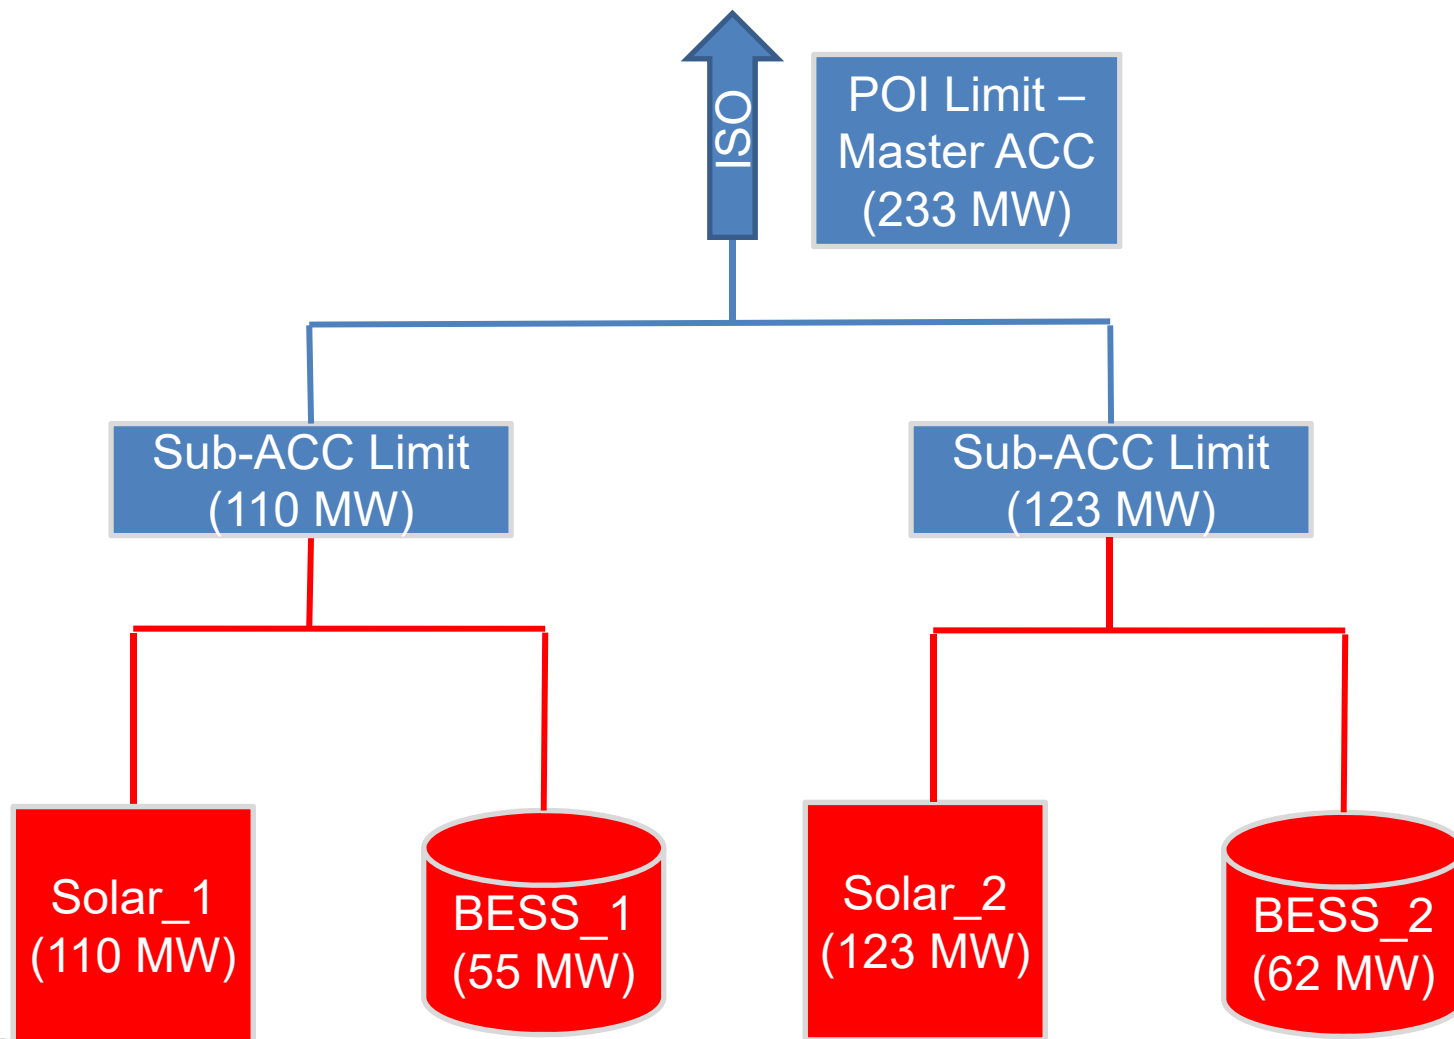 ISO
POI Limit –
Master ACC
(233 MW)
Sub-ACC Limit
(110 MW)
Sub-ACC Limit
(123 MW)
Solar_1
(110 MW)
BESS_1
(55 MW)
Solar_2
(123 MW)
BESS_2
(62 MW)